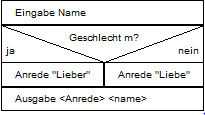 Eingabe Name
Geschlecht m?
ja nein
Anrede "Lieber" Anrede "Liebe"
Ausgabe <Anrede> <name>